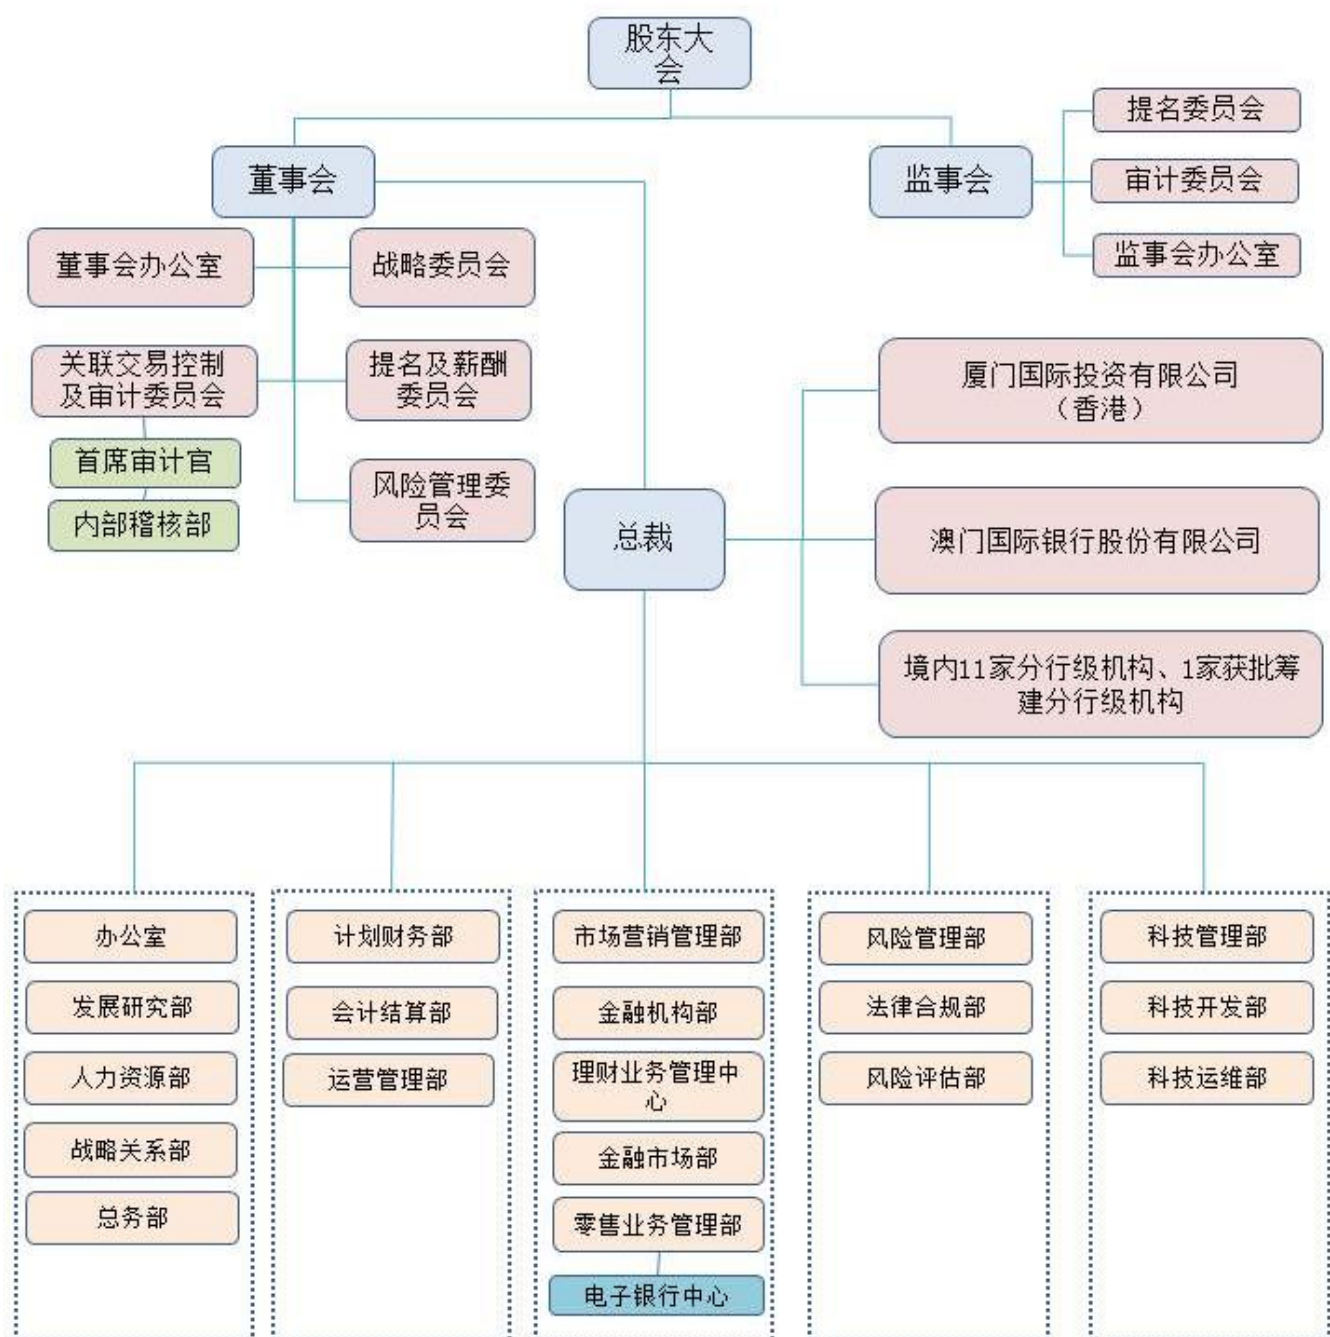 股东大
会
董事会
监事会
提名委员会
审计委员会
监事会办公室
董事会办公室
战略委员会
关联交易控制
及审计委员会
提名及薪酬
委员会
首席审计官
内部稽核部
风险管理委
员会
总裁
厦门国际投资有限公司
（香港）
澳门国际银行股份有限公司
境内11家分行级机构、1家获批筹
建分行级机构
办公室
发展研究部
人力资源部
战略关系部
总务部
计划财务部
会计结算部
运营管理部
市场营销管理部
金融机构部
理财业务管理中
心
金融市场部
零售业务管理部
电子银行中心
风险管理部
法律合规部
风险评估部
科技管理部
科技开发部
科技运维部